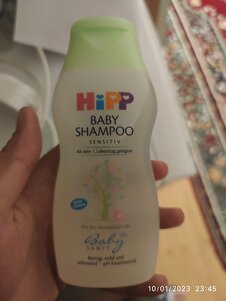 HiPP
BABY
SHAMPOO
SENSITIV
Ab dem 1. Lebenstag geeignet
Baby
SANFT
Reinigt mild und
schonend – pH-hautneutral
10/01/2023 23:45